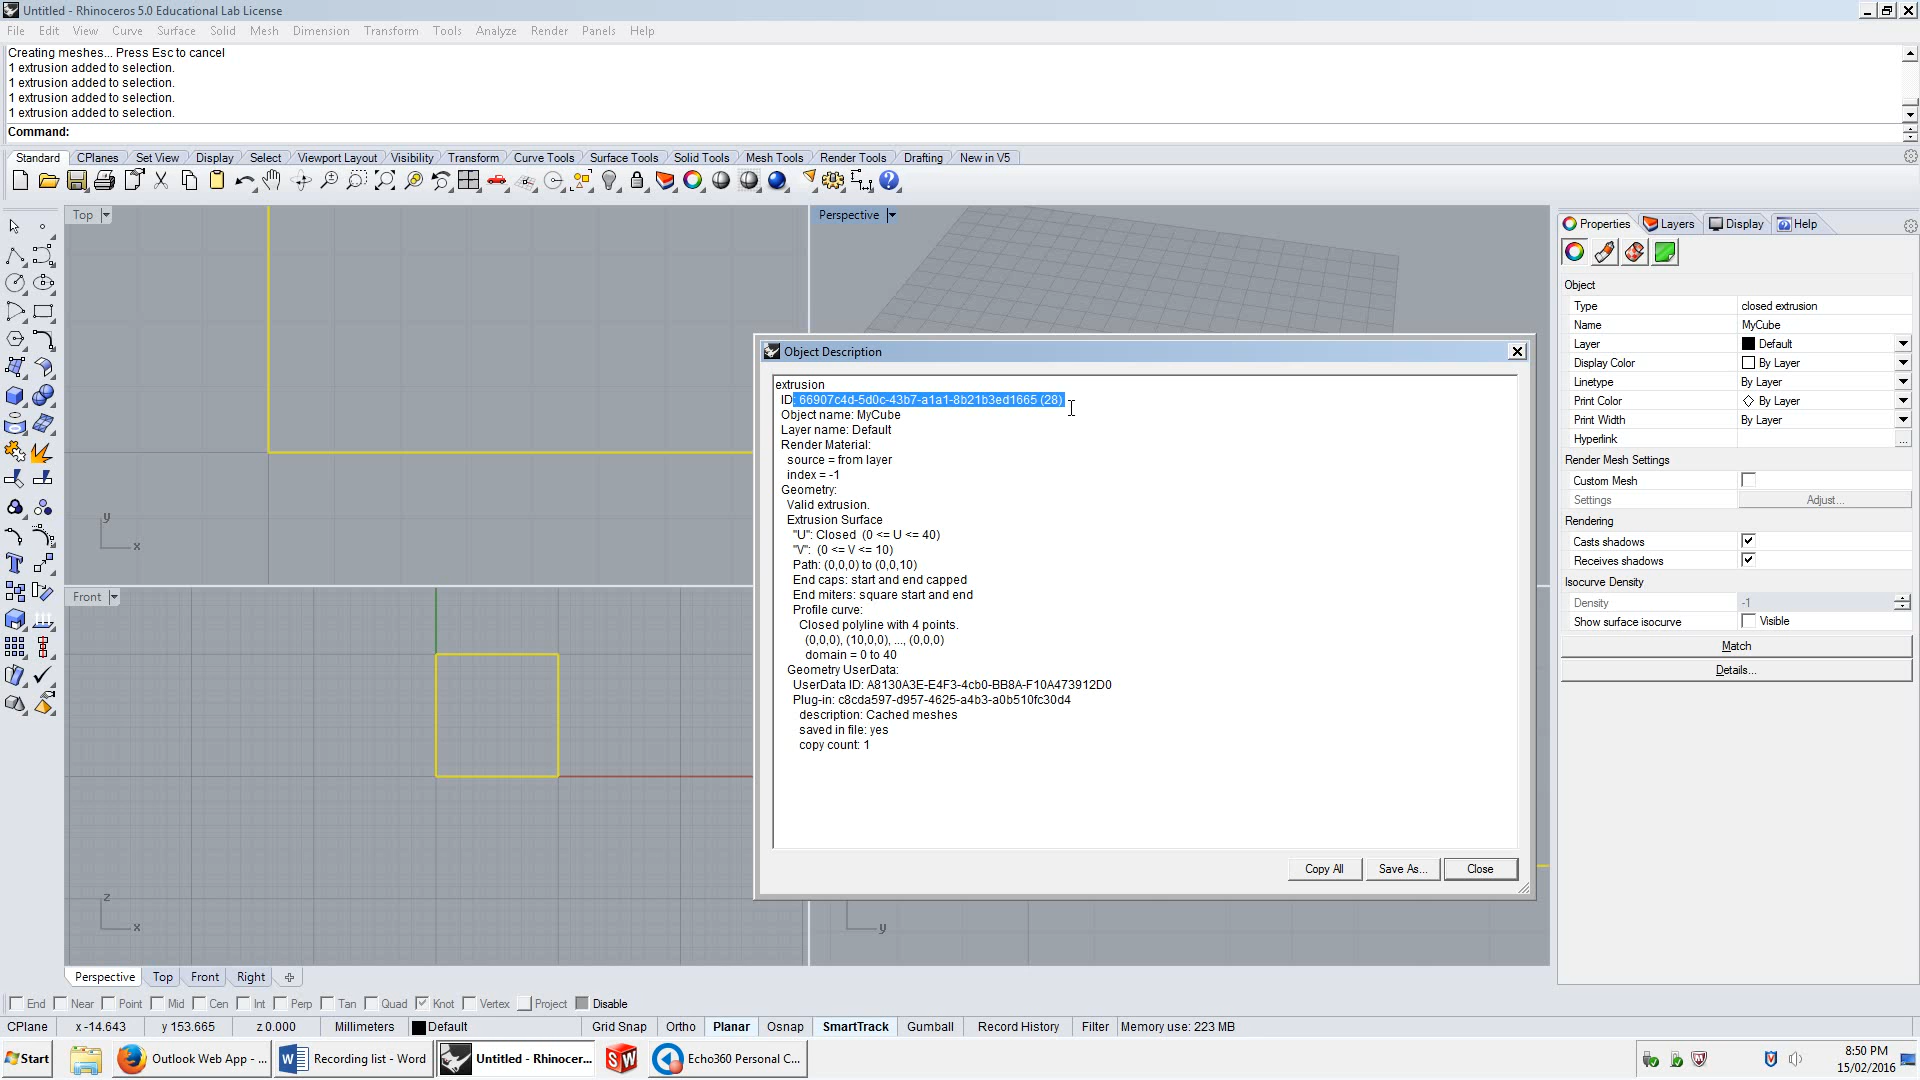 Untitled - Rhinoceros 5.0 Educational Lab License
File Edit View Curve Surface Solid Mesh Dimension Transform Tools Analyze Render Panels Help
Creating meshes... Press Esc to cancel
1 extrusion added to selection.
1 extrusion added to selection.
1 extrusion added to selection.
1 extrusion added to selection.
Command:
Standard CPlanes Set View Display Select Viewport Layout Visibility Transform Curve Tools Surface Tools Solid Tools Mesh Tools Render Tools Drafting New in V5
Top
Perspective
Properties Layers Display Help
Object
Type closed extrusion
Name MyCube
Layer Default
Display Color By Layer
Linetype By Layer
Print Color By Layer
Print Width By Layer
Hyperlink ...
Render Mesh Settings
Custom Mesh
Settings Adjust...
Rendering
Casts shadows
Receives shadows
Isocurve Density
Density -1
Show surface isocurve Visible
Match
Details...
Object Description
extrusion
ID: 66907c4d-5d0c-43b7-a1a1-8b21b3ed1665 (28)
Object name: MyCube
Layer name: Default
Render Material:
source = from layer
index = -1
Geometry:
Valid extrusion.
Extrusion Surface
"U": Closed (0 <= U <= 40)
"V": (0 <= V <= 10)
Path: (0,0,0) to (0,0,10)
End caps: start and end capped
End miters: square start and end
Profile curve:
Closed polyline with 4 points.
(0,0,0), (10,0,0), ..., (0,0,0)
domain = 0 to 40
Geometry UserData:
UserData ID: A8130A3E-E4F3-4cb0-BB8A-F10A473912D0
Plug-in: c8cda597-d957-4625-a4b3-a0b510fc30d4
description: Cached meshes
saved in file: yes
copy count: 1
Copy All Save As... Close
y
x
Front
z
x
y
Perspective Top Front Right
End Near Point Mid Cen Int Perp Tan Quad Knot Vertex Project Disable
CPlane x -14.643 y 153.665 z 0.000 Millimeters Default Grid Snap Ortho Planar Osnap SmartTrack Gumball Record History Filter Memory use: 223 MB
Start Outlook Web App - ... Recording list - Word Untitled - Rhinocer... SW Echo360 Personal C...
8:50 PM
15/02/2016